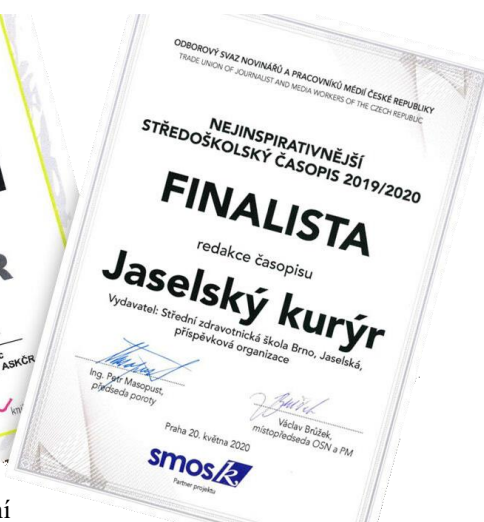 ODBOROVÝ SVAZ NOVINÁŘŮ A PRACOVNÍKŮ MÉDIÍ ČESKÉ REPUBLIKY
TRADE UNION OF JOURNALIST AND MEDIA WORKERS OF THE CZECH REPUBLIC
NEJINSPIRATIVNĚJŠÍ
STŘEDOŠKOLSKÝ ČASOPIS 2019/2020
FINALISTA
redakce časopisu
Jaselský kurýr
Vydavatel: Střední zdravotnická škola Brno, Jaselská,
příspěvková organizace
Ing. Petr Masopust,
předseda poroty
Václav Brůžek,
místopředseda OSN a PM
Praha 20. května 2020
smosk
Partner projektu
R
ASKČR
ní